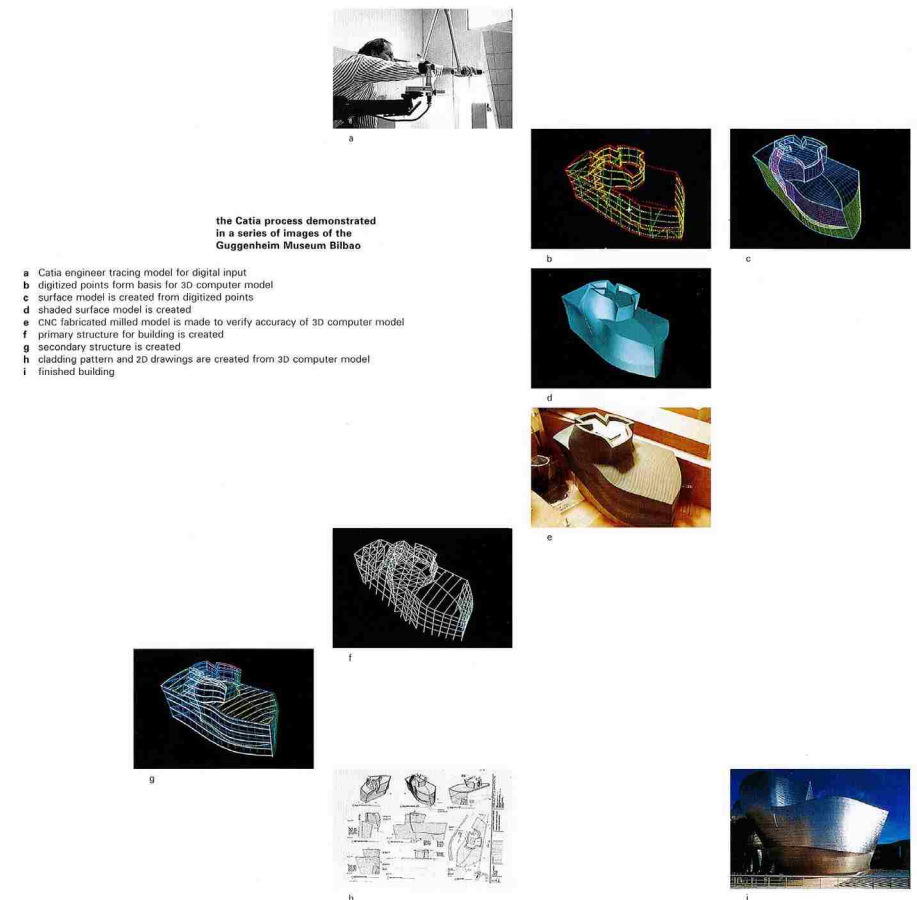 a
the Catia process demonstrated
in a series of images of the
Guggenheim Museum Bilbao
a Catia engineer tracing model for digital input
b digitized points form basis for 3D computer model
c surface model is created from digitized points
d shaded surface model is created
e CNC fabricated milled model is made to verify accuracy of 3D computer model
f primary structure for building is created
g secondary structure is created
h cladding pattern and 2D drawings are created from 3D computer model
i finished building
b
c
d
e
f
g
h
i